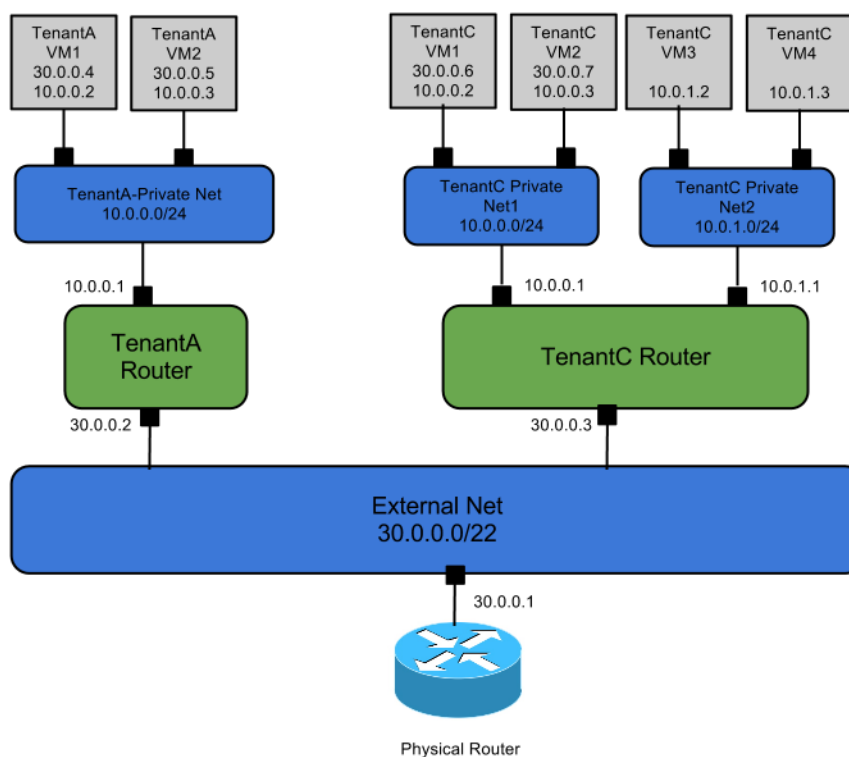 TenantA
VM1
30.0.0.4
10.0.0.2
TenantA
VM2
30.0.0.5
10.0.0.3
TenantC
VM1
30.0.0.6
10.0.0.2
TenantC
VM2
30.0.0.7
10.0.0.3
TenantC
VM3
10.0.1.2
TenantC
VM4
10.0.1.3
TenantA-Private Net
10.0.0.0/24
TenantC Private
Net1
10.0.0.0/24
TenantC Private
Net2
10.0.1.0/24
10.0.0.1
10.0.0.1
10.0.1.1
TenantA
Router
TenantC Router
30.0.0.2
30.0.0.3
External Net
30.0.0.0/22
30.0.0.1
Physical Router